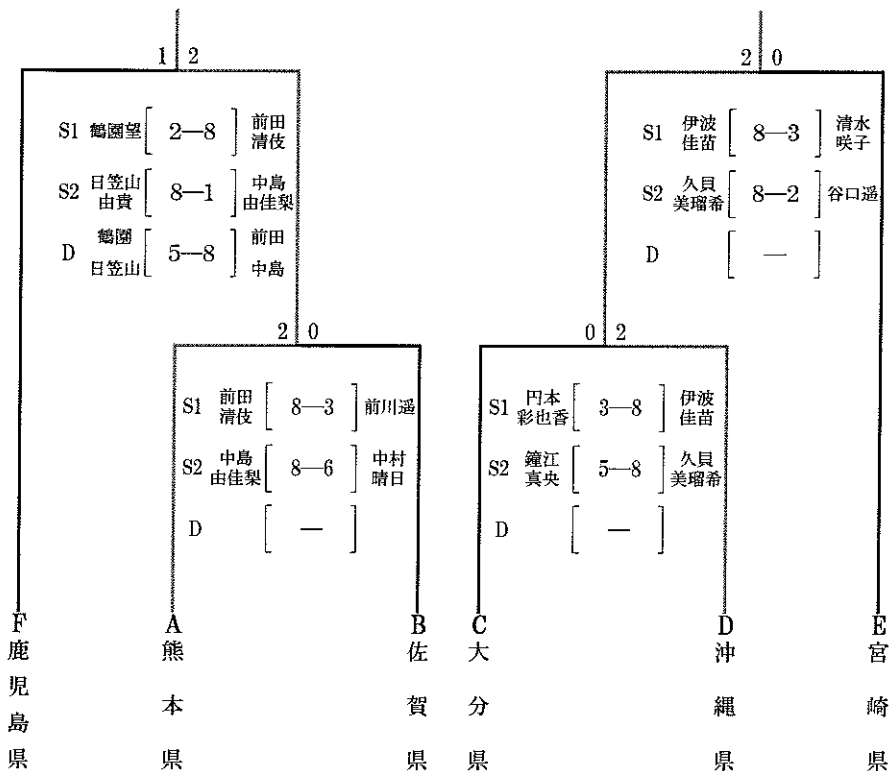 1 2
S1 鶴園望 [ 2—8 ] 前田清伎
S2 日笠山由貴 [ 8—1 ] 中島由佳梨
D 鶴園日笠山 [ 5—8 ] 前田中島
2 0
S1 伊波佳苗 [ 8—3 ] 清水咲子
S2 久貝美瑠希 [ 8—2 ] 谷口遥
D [ — ]
2 0
S1 前田清伎 [ 8—3 ] 前川遥
S2 中島由佳梨 [ 8—6 ] 中村晴日
D [ — ]
0 2
S1 円本彩也香 [ 3—8 ] 伊波佳苗
S2 鐘江真央 [ 5—8 ] 久貝美瑠希
D [ — ]
F 鹿児島県
A 熊本県
B 佐賀県
C 大分県
D 沖縄県
E 宮崎県